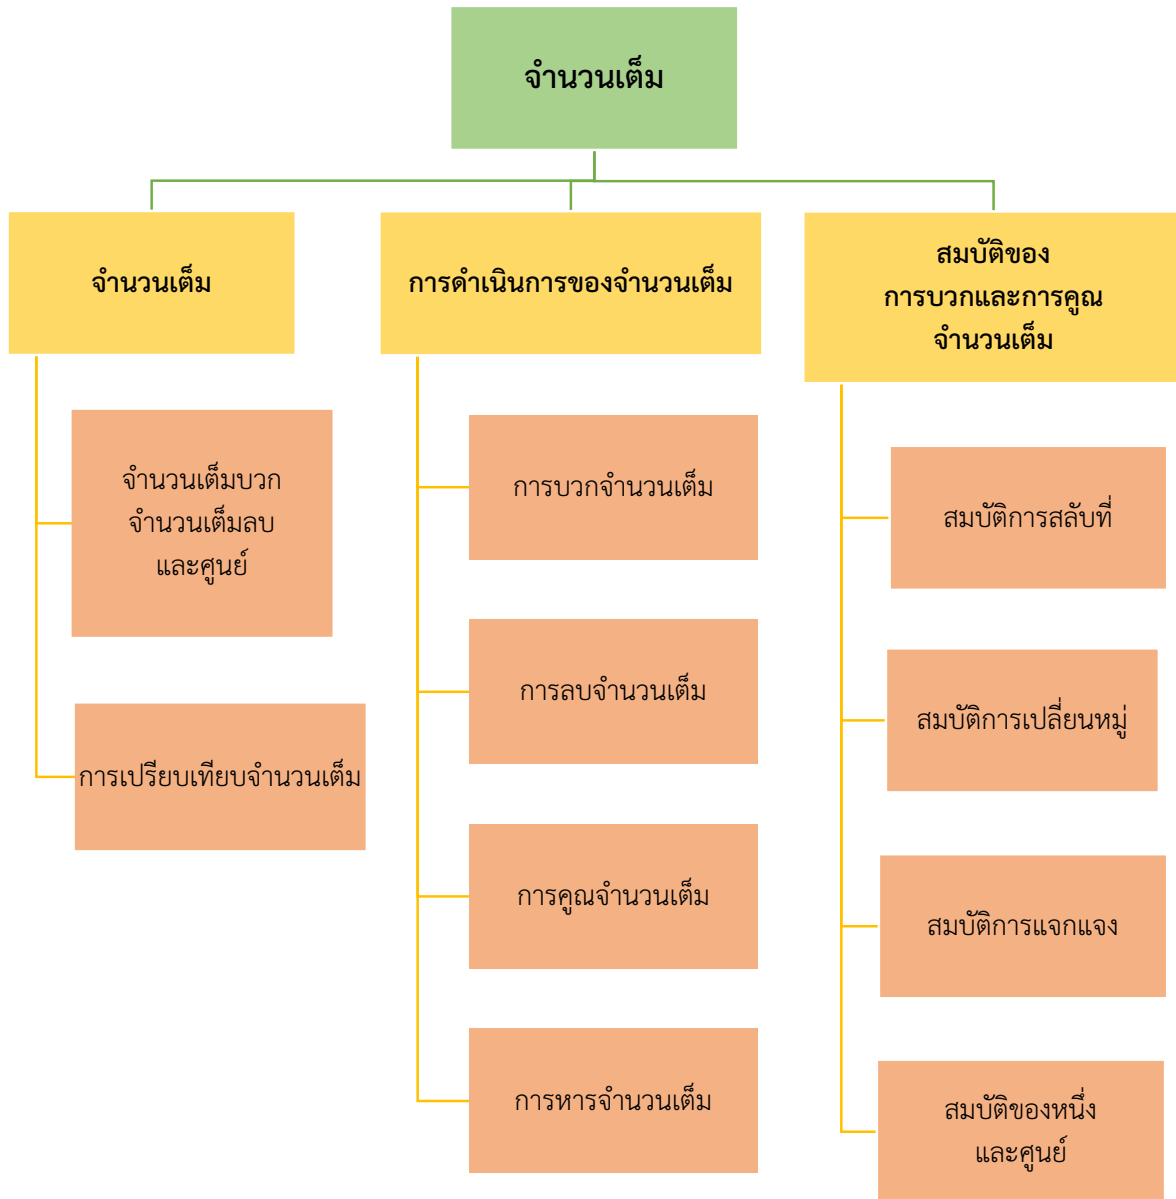 จำนวนเต็ม
จำนวนเต็ม
จำนวนเต็มบวก
จำนวนเต็มลบ
และศูนย์
การเปรียบเทียบจำนวนเต็ม
การดำเนินการของจำนวนเต็ม
การบวกจำนวนเต็ม
การลบจำนวนเต็ม
การคูณจำนวนเต็ม
การหารจำนวนเต็ม
สมบัติของ
การบวกและการคูณ
จำนวนเต็ม
สมบัติการสลับที่
สมบัติการเปลี่ยนหมู่
สมบัติการแจกแจง
สมบัติของหนึ่ง
และศูนย์